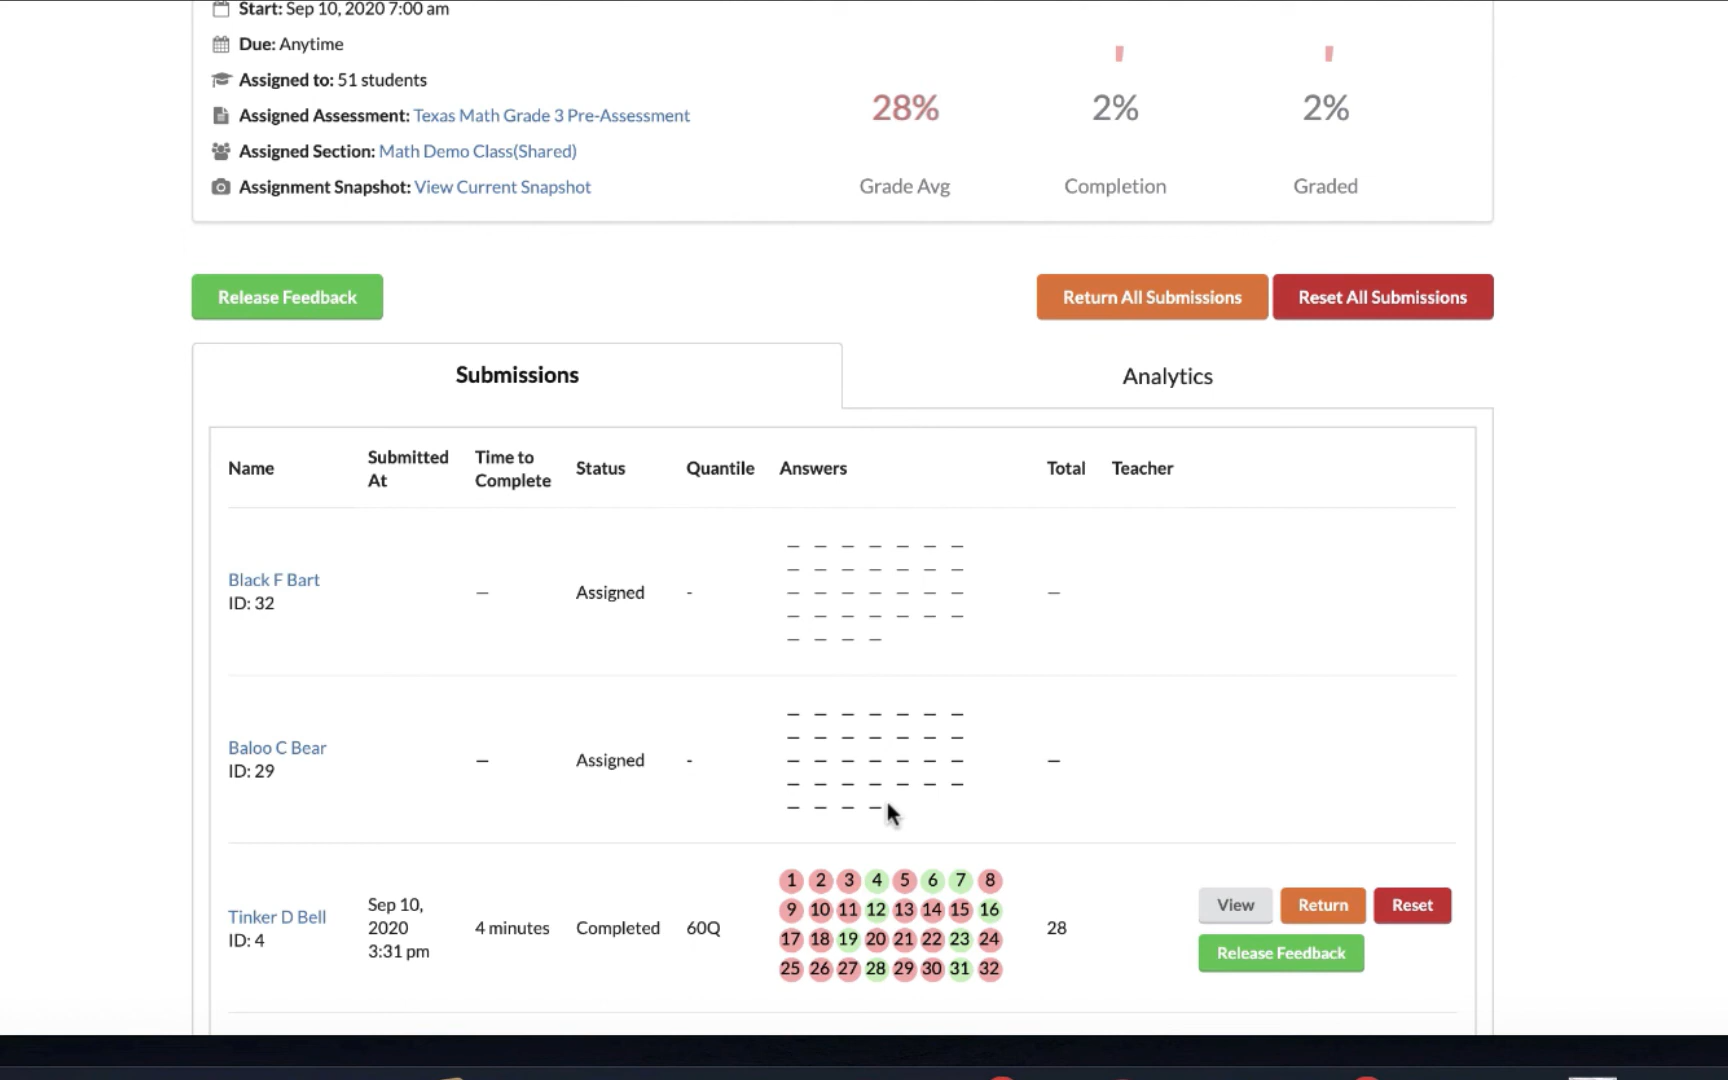 Start: Sep 10, 2020 7:00 am
Due: Anytime
Assigned to: 51 students
Assigned Assessment: Texas Math Grade 3 Pre-Assessment
Assigned Section: Math Demo Class(Shared)
Assignment Snapshot: View Current Snapshot
28% 2% 2%
Grade Avg Completion Graded
Release Feedback Return All Submissions Reset All Submissions
Submissions Analytics
Name Submitted At Time to Complete Status Quantile Answers Total Teacher
Black F Bart
ID: 32
— Assigned - —
— — — — — — —
— — — — — — —
— — — — — — —
— — — — — — —
— — — —
Baloo C Bear
ID: 29
— Assigned - —
— — — — — — —
— — — — — — —
— — — — — — —
— — — — — — —
— — — —
Tinker D Bell
ID: 4
Sep 10,
2020
3:31 pm
4 minutes Completed 60Q
1 2 3 4 5 6 7 8
9 10 11 12 13 14 15 16
17 18 19 20 21 22 23 24
25 26 27 28 29 30 31 32
28
View Return Reset
Release Feedback